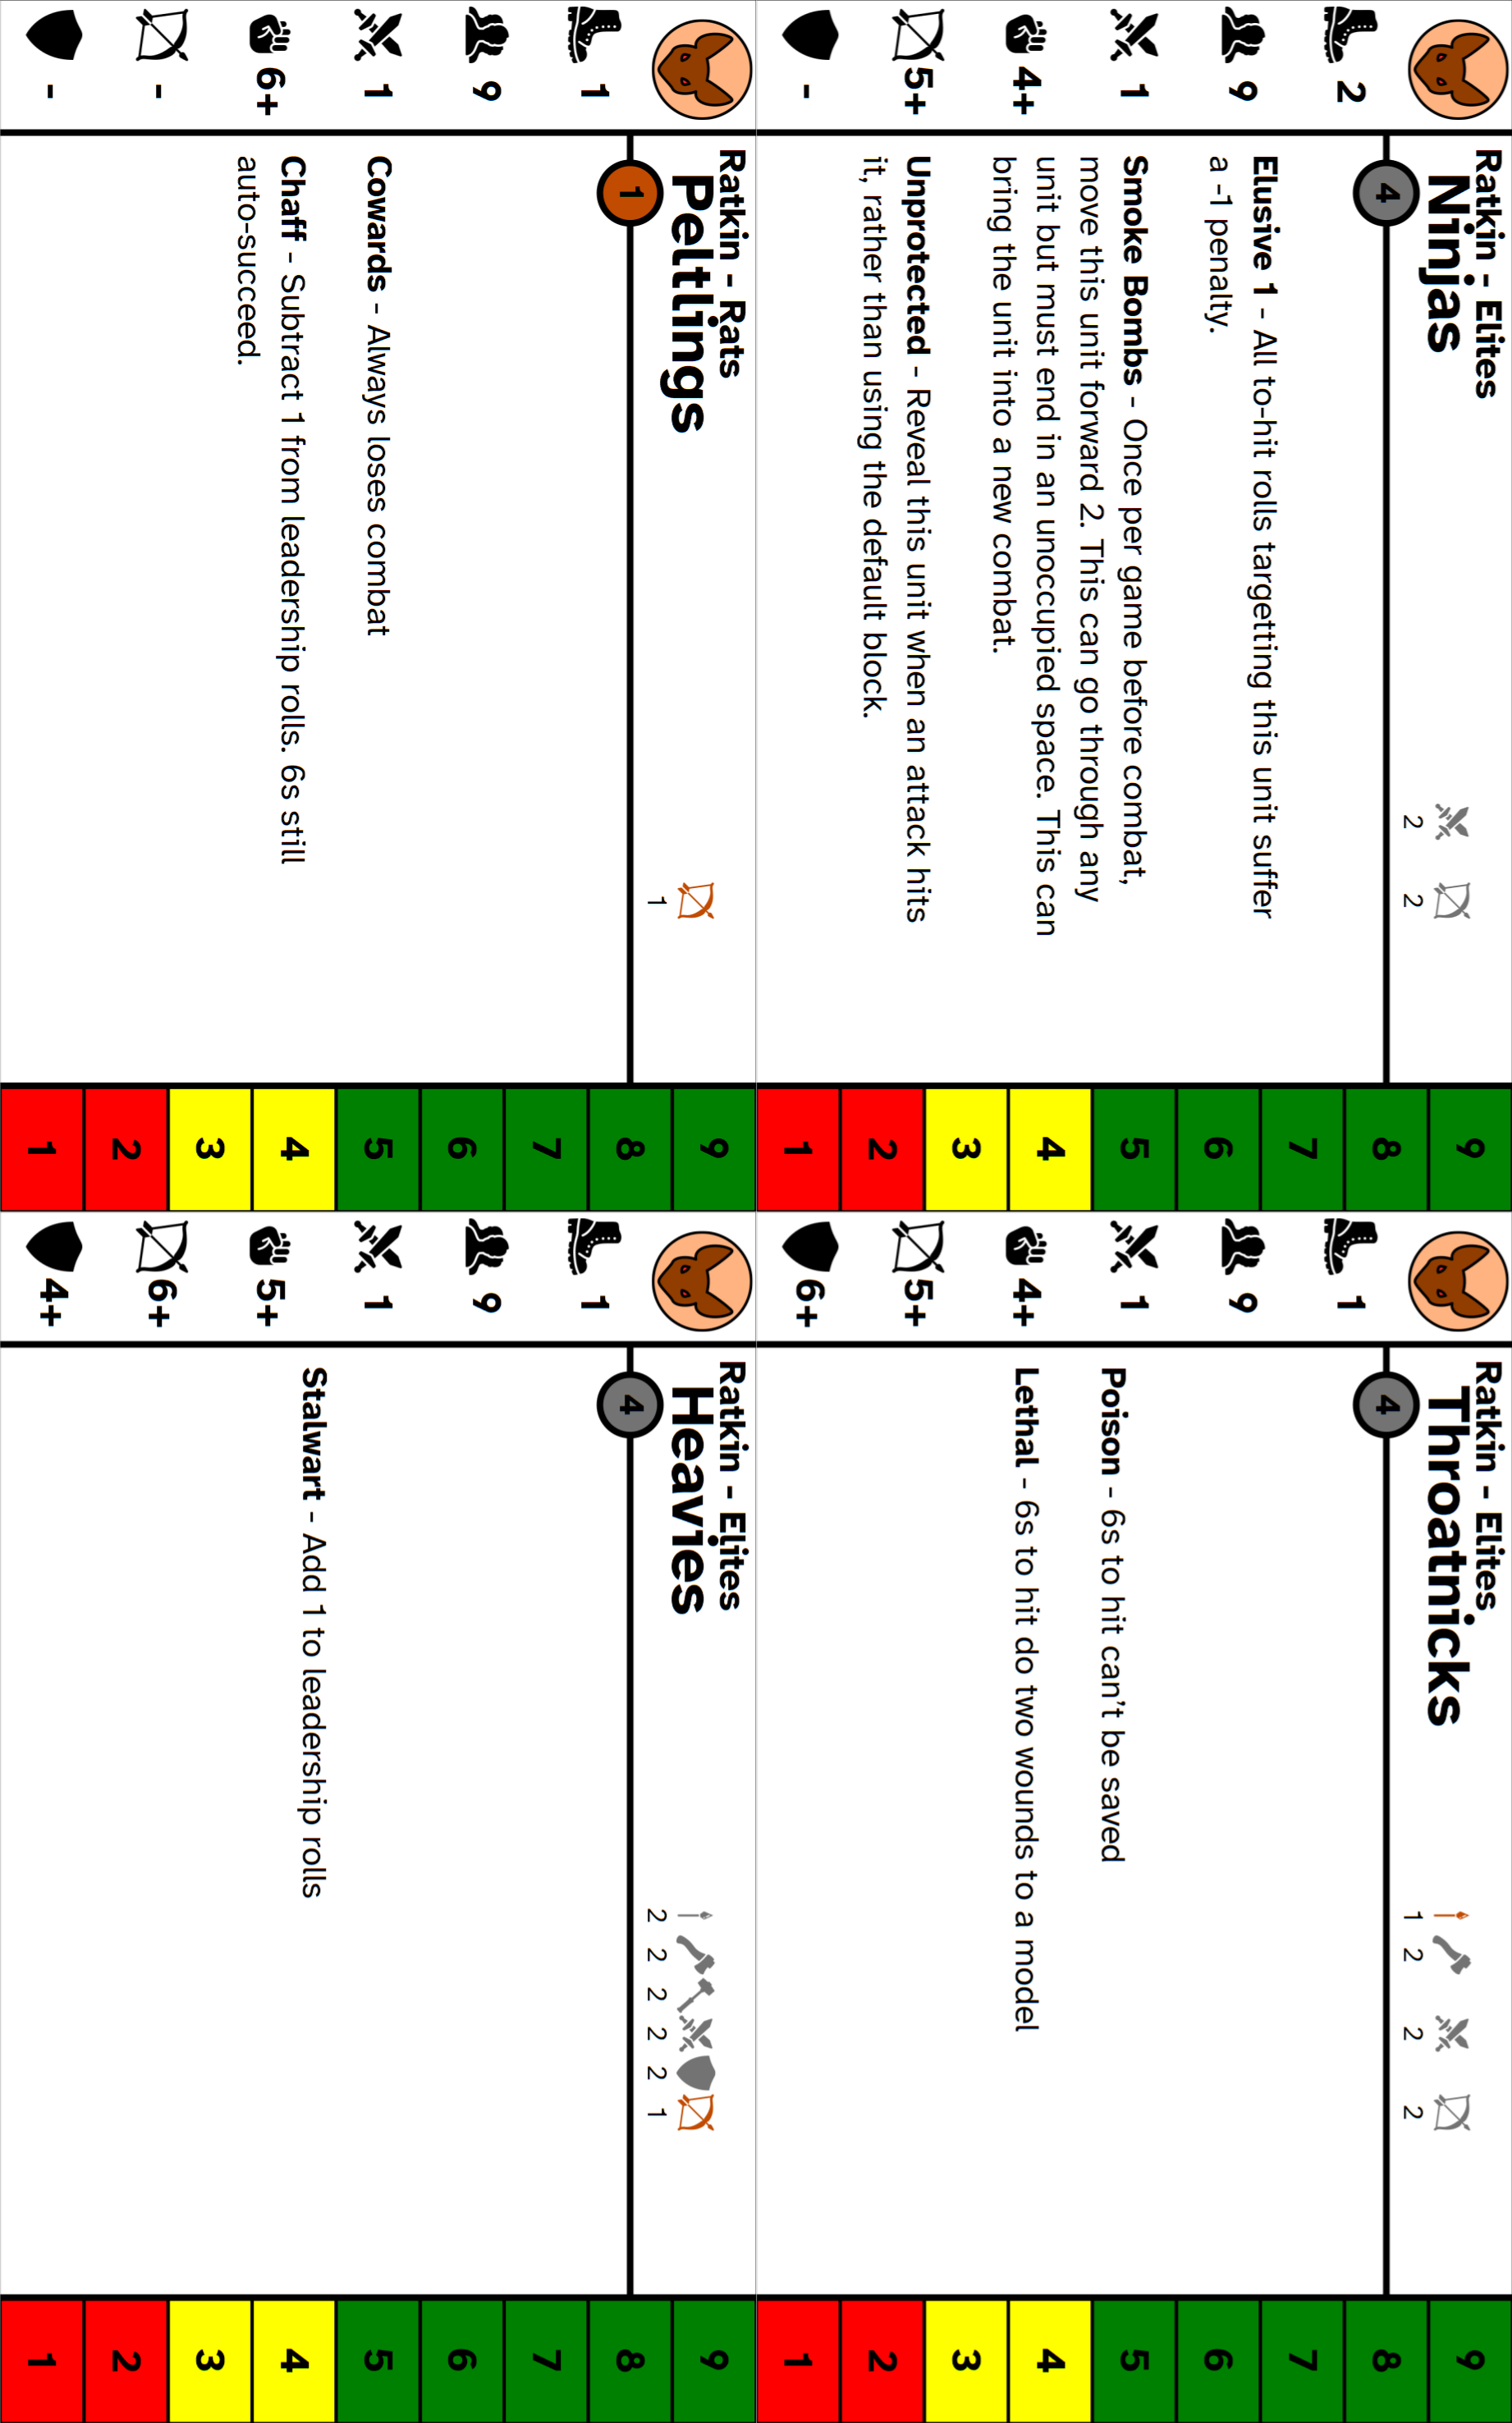 Ratkin - Elites
Ninjas
2 2
4
2
9
1
4+
5+
-
Elusive 1 - All to-hit rolls targetting this unit suffer
a -1 penalty.
Smoke Bombs - Once per game before combat,
move this unit forward 2. This can go through any
unit but must end in an unoccupied space. This can
bring the unit into a new combat.
Unprotected - Reveal this unit when an attack hits
it, rather than using the default block.
9
8
7
6
5
4
3
2
1
Ratkin - Elites
Throatnicks
1 2 2 2
4
1
9
1
4+
5+
6+
Poison - 6s to hit can't be saved
Lethal - 6s to hit do two wounds to a model
9
8
7
6
5
4
3
2
1
Ratkin - Rats
Peltlings
1
1
1
9
1
6+
-
-
Cowards - Always loses combat
Chaff - Subtract 1 from leadership rolls. 6s still
auto-succeed.
9
8
7
6
5
4
3
2
1
Ratkin - Elites
Heavies
2 2 2 2 2 1
4
1
9
1
5+
6+
4+
Stalwart - Add 1 to leadership rolls
9
8
7
6
5
4
3
2
1